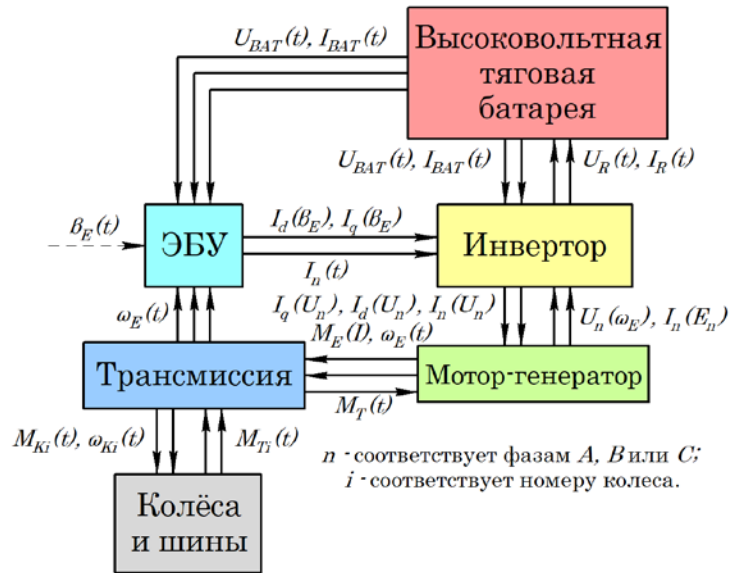 U_BAT(t), I_BAT(t)
Высоковольтная
тяговая
батарея
U_BAT(t), I_BAT(t)
U_R(t), I_R(t)
β_E(t)
ЭБУ
I_d(β_E), I_q(β_E)
I_n(t)
Инвертор
ω_E(t)
I_q(U_n), I_d(U_n), I_n(U_n)
U_n(ω_E), I_n(E_n)
M_E(I), ω_E(t)
Трансмиссия
Мотор-генератор
M_T(t)
M_Ki(t), ω_Ki(t)
M_Ti(t)
n - соответствует фазам A, B или C;
i - соответствует номеру колеса.
Колёса
и шины